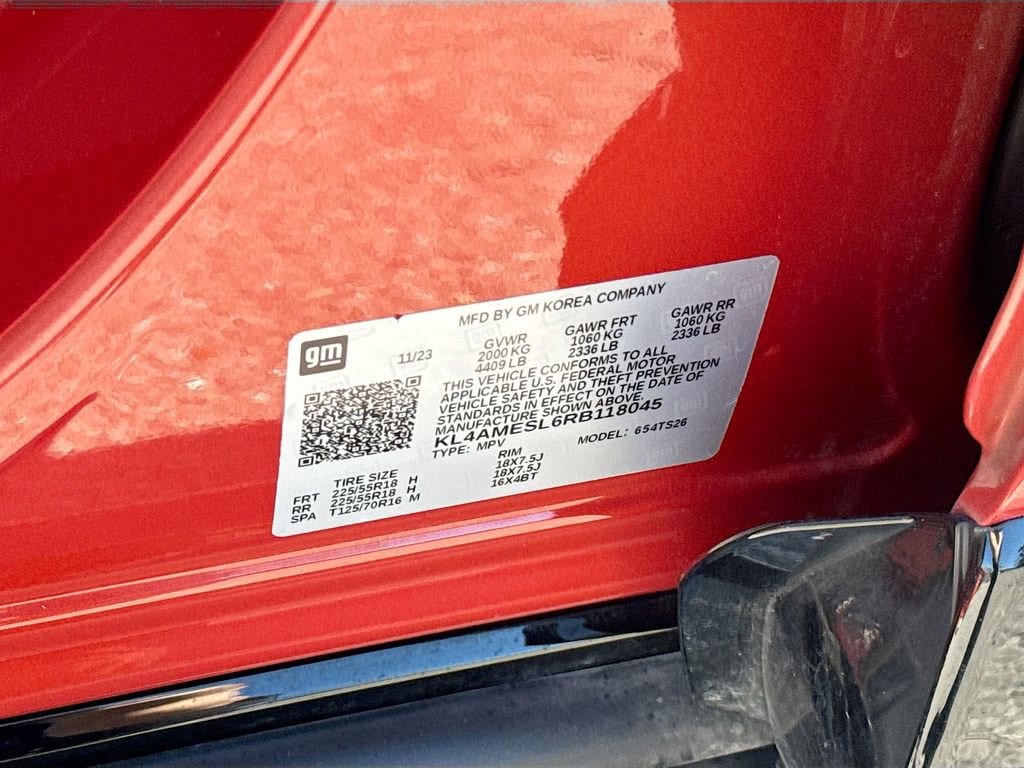 MFD BY GM KOREA COMPANY
gm
11/23
GVWR GAWR FRT GAWR RR
2000 KG 1060 KG 1060 KG
4409 LB 2336 LB 2336 LB
THIS VEHICLE CONFORMS TO ALL
APPLICABLE U.S. FEDERAL MOTOR
VEHICLE SAFETY AND THEFT PREVENTION
STANDARDS IN EFFECT ON THE DATE OF
MANUFACTURE SHOWN ABOVE.
KL4AMESL6RB118045
TYPE: MPV MODEL: 654TS26
TIRE SIZE RIM
FRT 225/55R18 H 18X7.5J
RR 225/55R18 H 18X7.5J
SPA T125/70R16 M 16X4BT